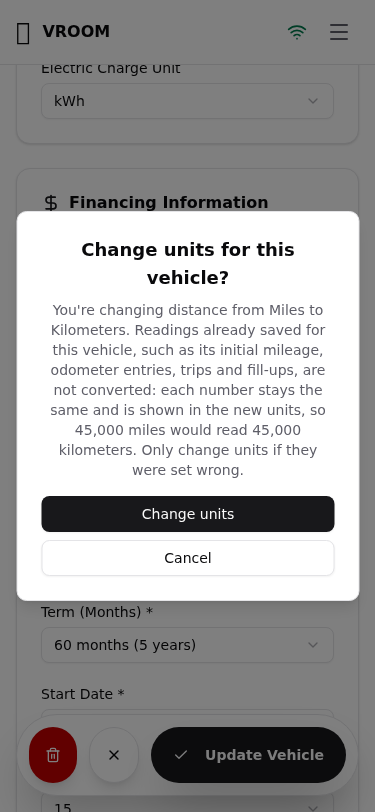 VROOM
Electric Charge Unit
kWh
Financing Information
Change units for this
vehicle?
You're changing distance from Miles to
Kilometers. Readings already saved for
this vehicle, such as its initial mileage,
odometer entries, trips and fill-ups, are
not converted: each number stays the
same and is shown in the new units, so
45,000 miles would read 45,000
kilometers. Only change units if they
were set wrong.
Change units
Cancel
Term (Months) *
60 months (5 years)
Start Date *
Update Vehicle
15